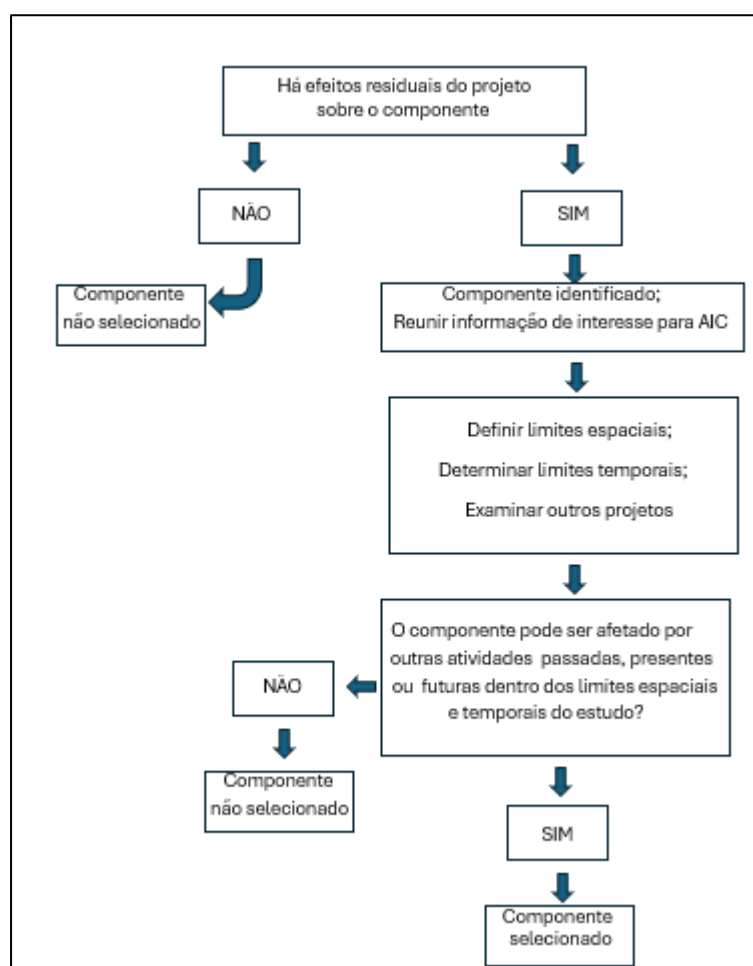 Há efeitos residuais do projeto
sobre o componente
NÃO
SIM
Componente
não selecionado
Componente identificado;
Reunir informação de interesse para AIC
Definir limites espaciais;
Determinar limites temporais;
Examinar outros projetos
O componente pode ser afetado por
outras atividades passadas, presentes
ou futuras dentro dos limites espaciais
e temporais do estudo?
NÃO
Componente
não selecionado
SIM
Componente
selecionado